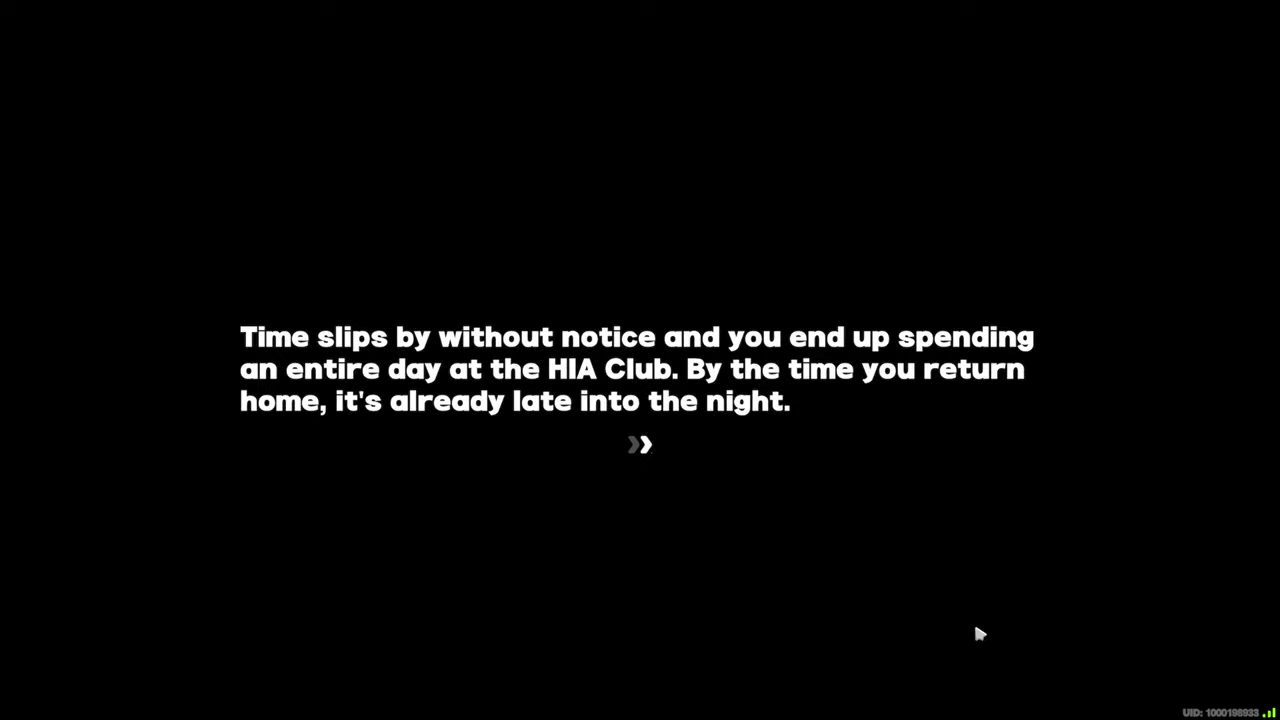 Time slips by without notice and you end up spending
an entire day at the HIA Club. By the time you return
home, it's already late into the night.
UID: 1000198933